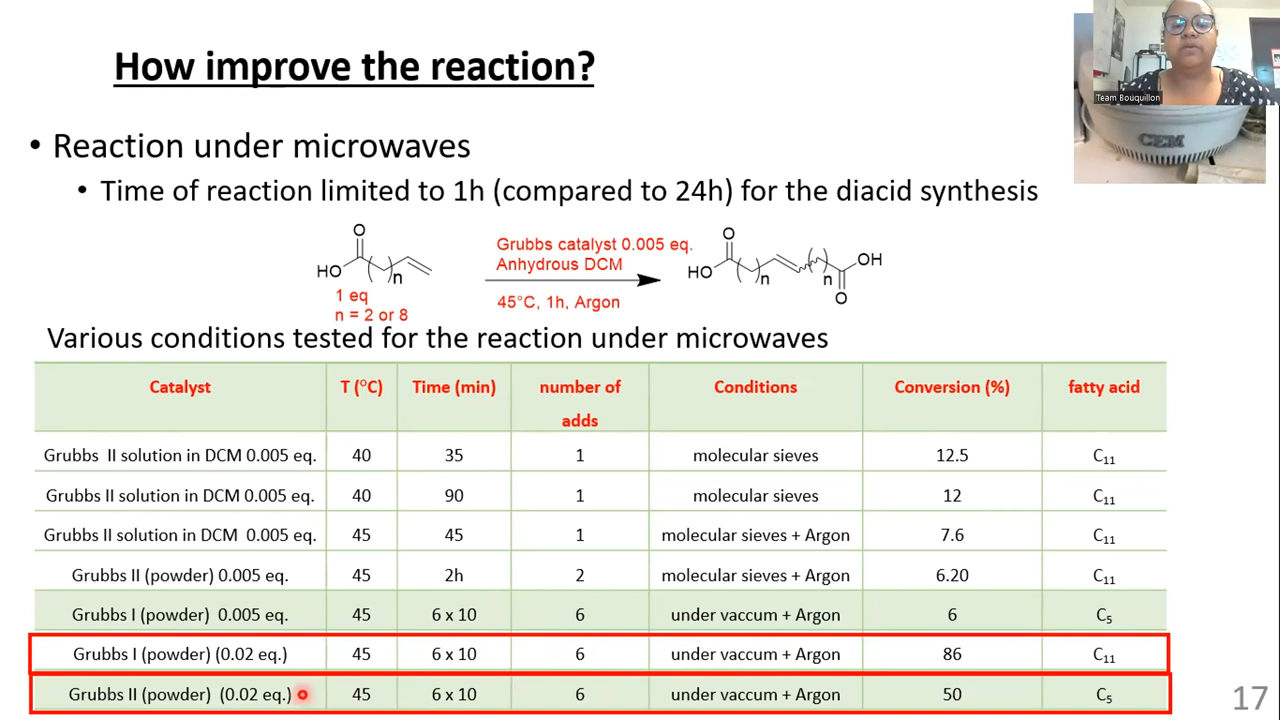 How improve the reaction?
Team Bouquillon
CEM
• Reaction under microwaves
• Time of reaction limited to 1h (compared to 24h) for the diacid synthesis
O
HO
n
1 eq
n = 2 or 8
Grubbs catalyst 0.005 eq.
Anhydrous DCM
45°C, 1h, Argon
O
HO
n
n
OH
O
Various conditions tested for the reaction under microwaves
Catalyst T (°C) Time (min) number of adds Conditions Conversion (%) fatty acid
Grubbs II solution in DCM 0.005 eq. 40 35 1 molecular sieves 12.5 C₁₁
Grubbs II solution in DCM 0.005 eq. 40 90 1 molecular sieves 12 C₁₁
Grubbs II solution in DCM 0.005 eq. 45 45 1 molecular sieves + Argon 7.6 C₁₁
Grubbs II (powder) 0.005 eq. 45 2h 2 molecular sieves + Argon 6.20 C₁₁
Grubbs I (powder) 0.005 eq. 45 6 x 10 6 under vaccum + Argon 6 C₅
Grubbs I (powder) (0.02 eq.) 45 6 x 10 6 under vaccum + Argon 86 C₁₁
Grubbs II (powder) (0.02 eq.) 45 6 x 10 6 under vaccum + Argon 50 C₅
17